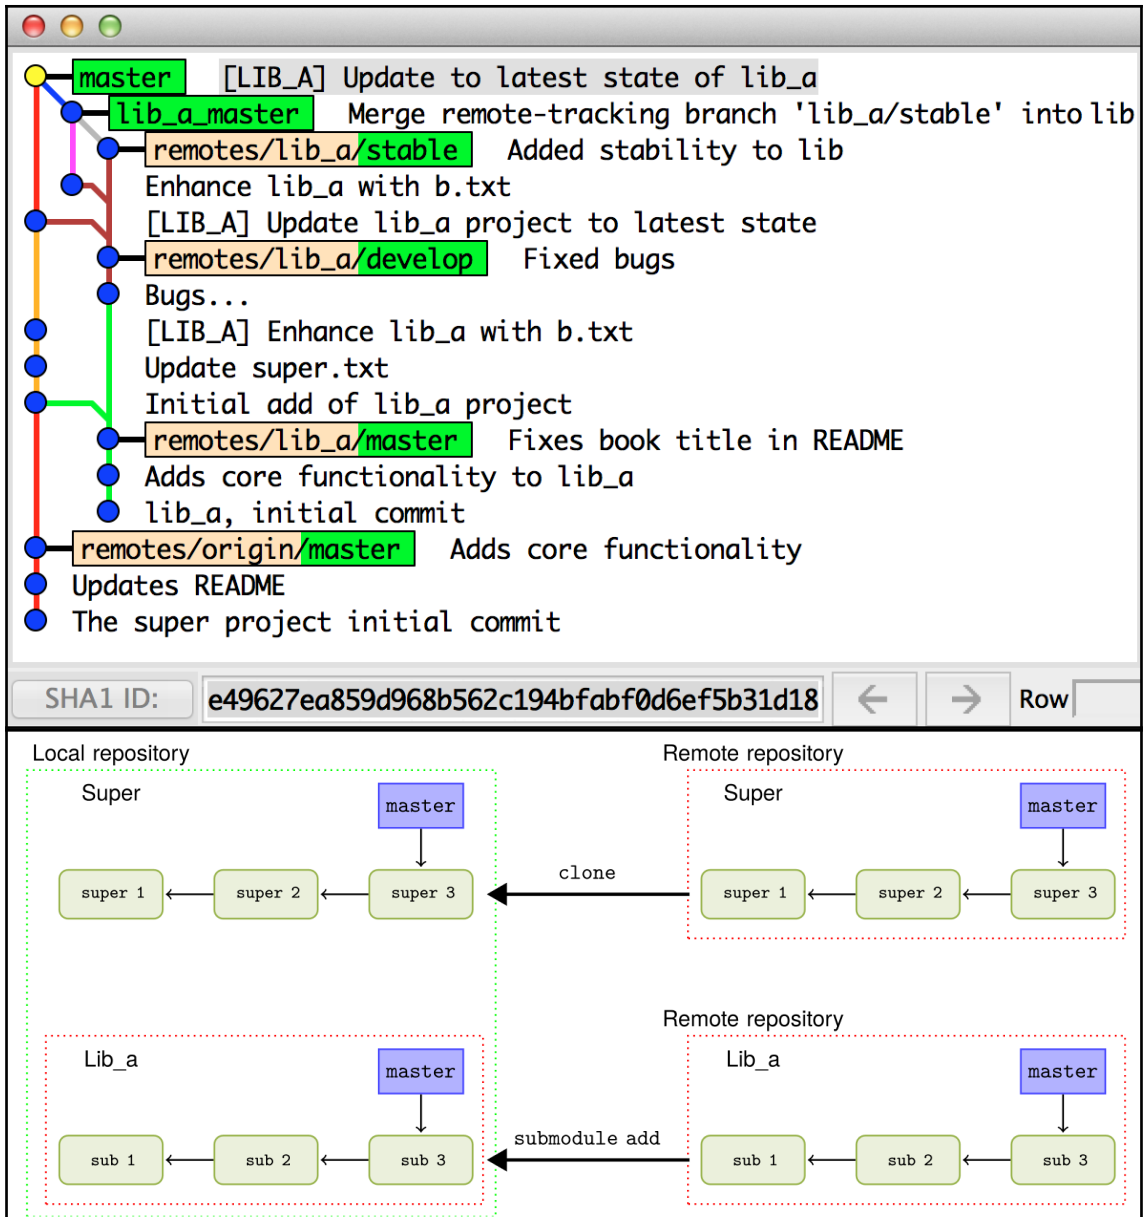 master [LIB_A] Update to latest state of lib_a
lib_a_master Merge remote-tracking branch 'lib_a/stable' into lib
remotes/lib_a/stable Added stability to lib
Enhance lib_a with b.txt
[LIB_A] Update lib_a project to latest state
remotes/lib_a/develop Fixed bugs
Bugs...
[LIB_A] Enhance lib_a with b.txt
Update super.txt
Initial add of lib_a project
remotes/lib_a/master Fixes book title in README
Adds core functionality to lib_a
lib_a, initial commit
remotes/origin/master Adds core functionality
Updates README
The super project initial commit
SHA1 ID: e49627ea859d968b562c194bfabf0d6ef5b31d18 Row
Local repository
Super
master
super 1 super 2 super 3
clone
Remote repository
Super
master
super 1 super 2 super 3
Lib_a
master
sub 1 sub 2 sub 3
submodule add
Remote repository
Lib_a
master
sub 1 sub 2 sub 3